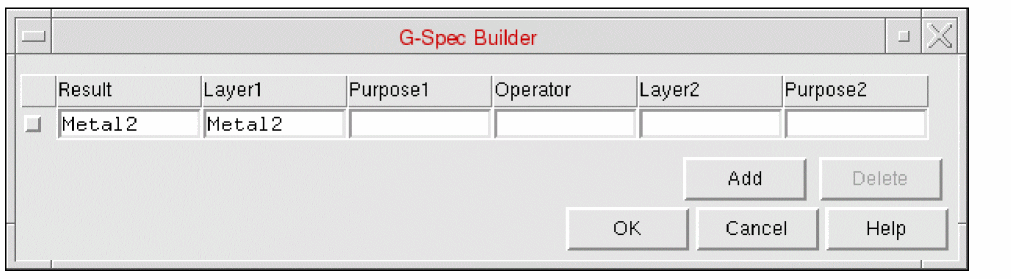 G-Spec Builder
Result Layer1 Purpose1 Operator Layer2 Purpose2
Metal2 Metal2
Add Delete
OK Cancel Help